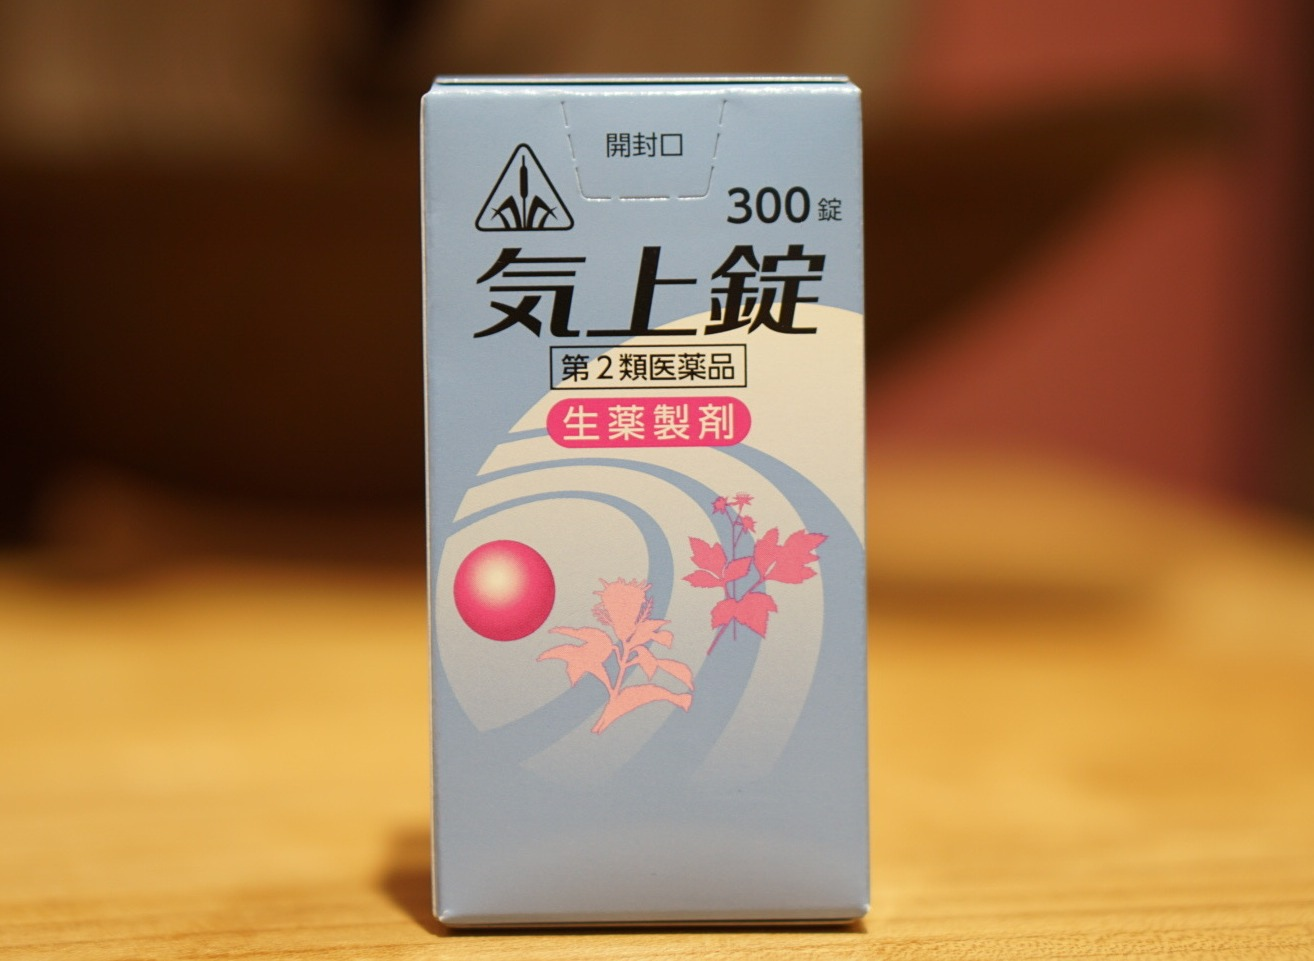 開封口
300錠
気上錠
第2類医薬品
生薬製剤